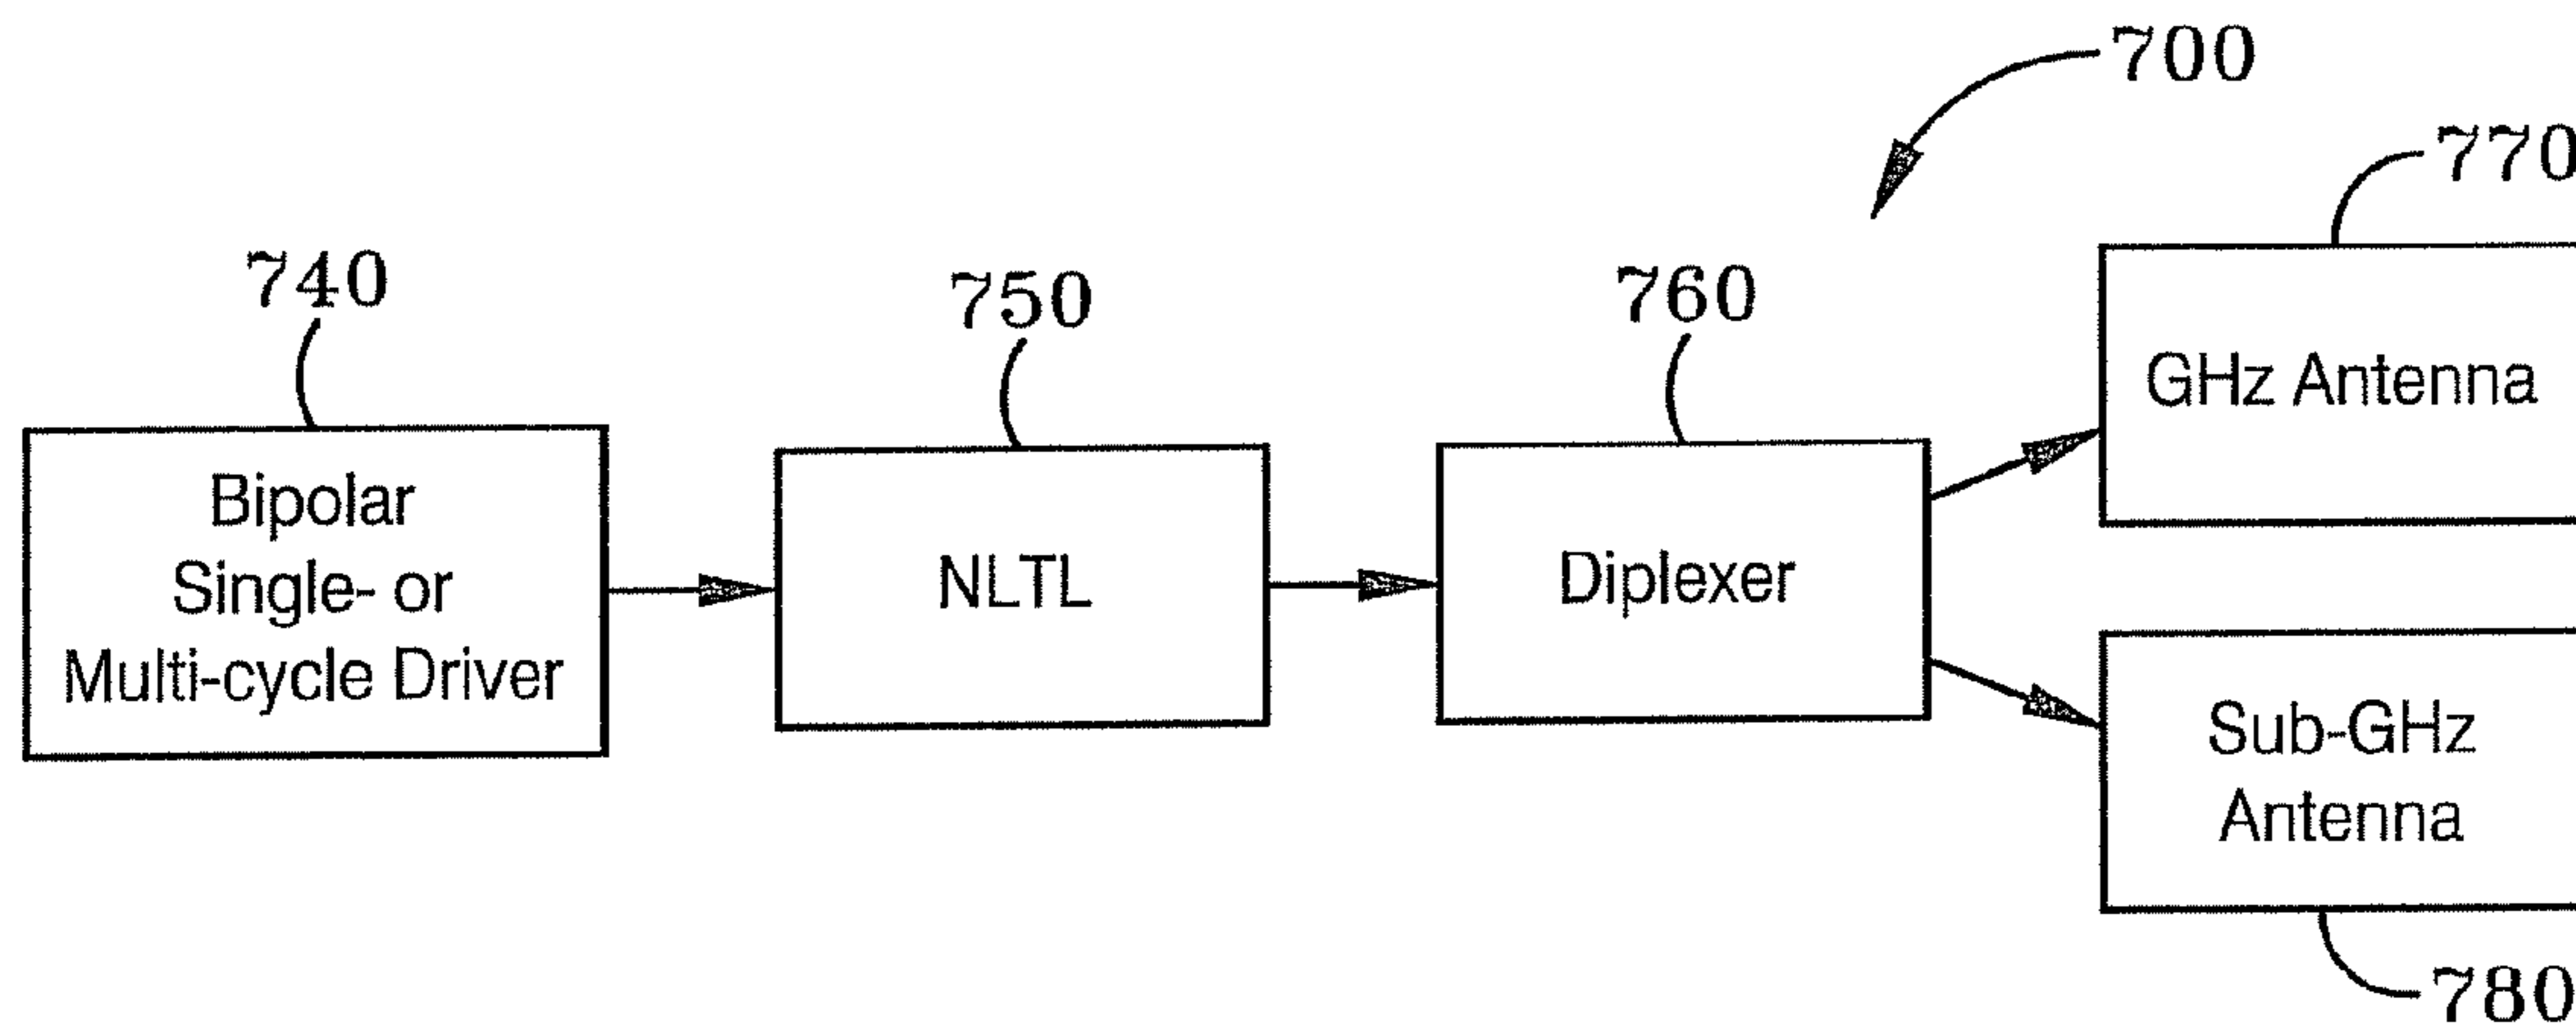 700
770
740
750
760
GHz Antenna
Bipolar
Single- or
Multi-cycle Driver
NLTL
Diplexer
Sub-GHz
Antenna
780